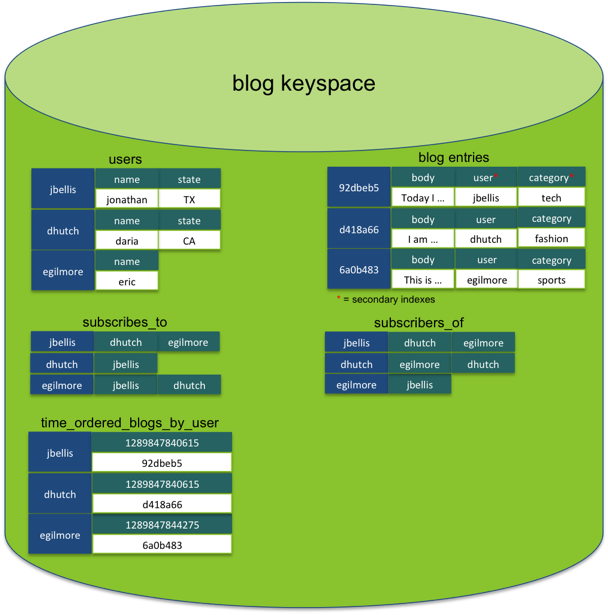 blog keyspace
users
jbellis name state
jonathan TX
dhutch name state
daria CA
egilmore name
eric
blog entries
92dbeb5 body user* category*
Today I ... jbellis tech
d418a66 body user category
I am ... dhutch fashion
6a0b483 body user category
This is ... egilmore sports
* = secondary indexes
subscribes_to
jbellis dhutch egilmore
dhutch jbellis
egilmore jbellis dhutch
subscribers_of
jbellis dhutch egilmore
dhutch egilmore dhutch
egilmore jbellis
time_ordered_blogs_by_user
jbellis 1289847840615
92dbeb5
dhutch 1289847840615
d418a66
egilmore 1289847844275
6a0b483